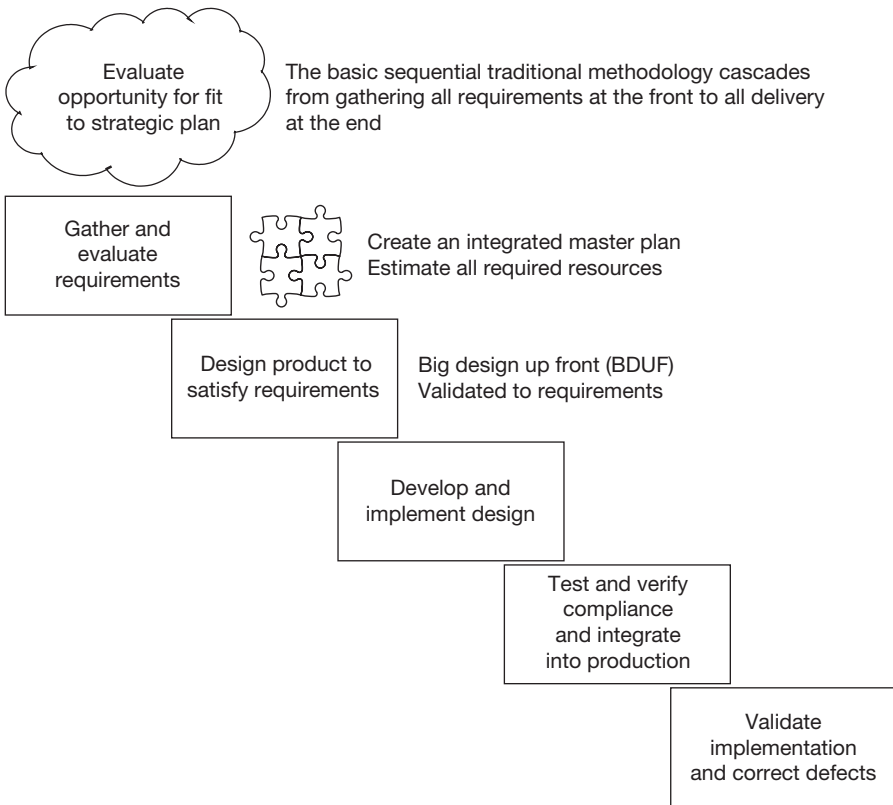 Evaluate
opportunity for fit
to strategic plan
The basic sequential traditional methodology cascades
from gathering all requirements at the front to all delivery
at the end
Gather and
evaluate
requirements
Create an integrated master plan
Estimate all required resources
Design product to
satisfy requirements
Big design up front (BDUF)
Validated to requirements
Develop and
implement design
Test and verify
compliance
and integrate
into production
Validate
implementation
and correct defects